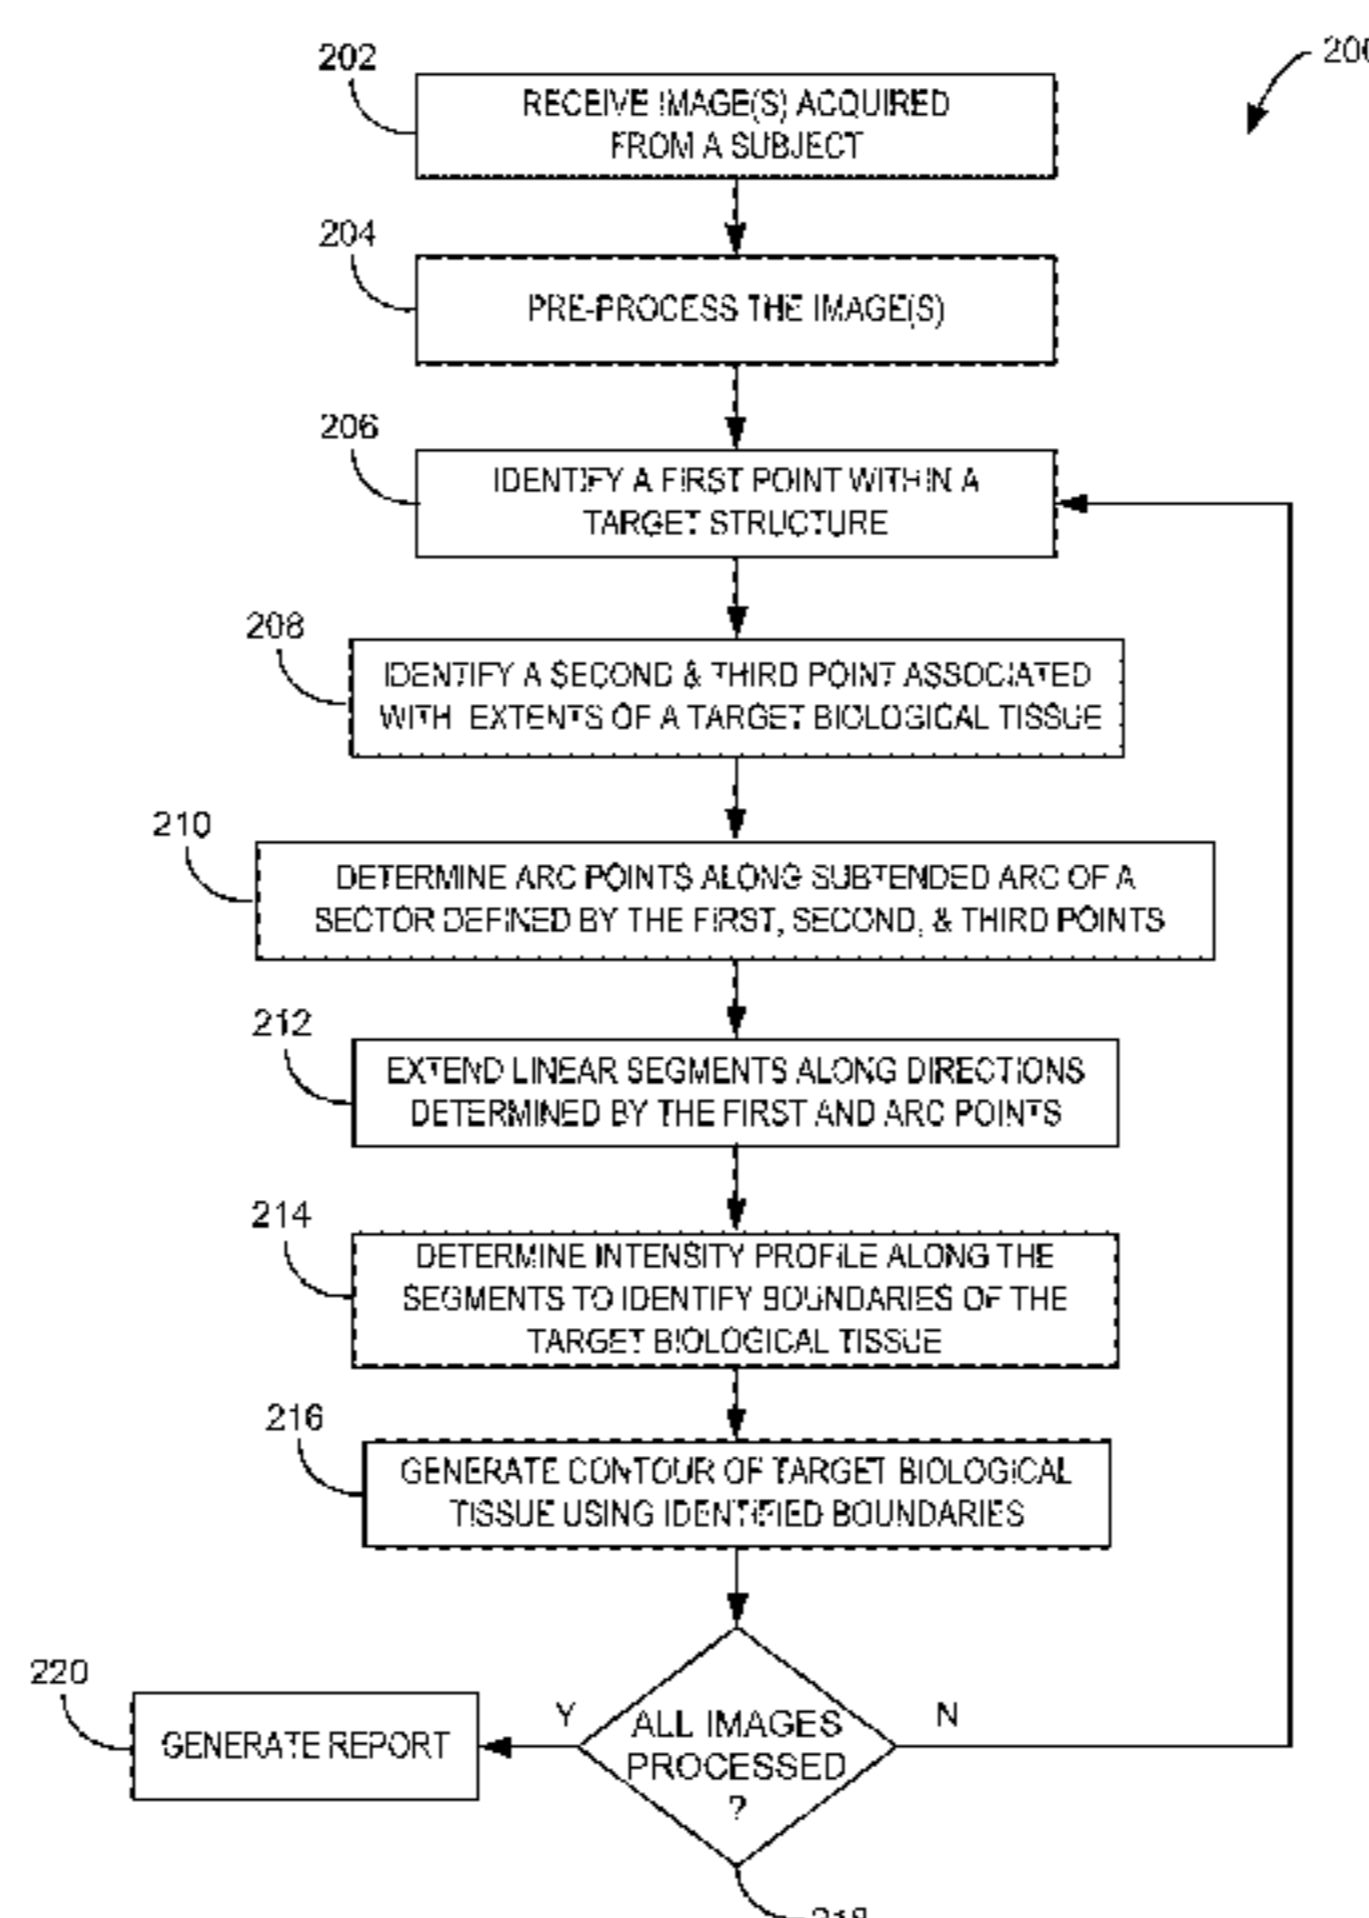 202
200
RECEIVE IMAGE(S) ACQUIRED
FROM A SUBJECT
204
PRE-PROCESS THE IMAGE(S)
206
IDENTIFY A FIRST POINT WITHIN A
TARGET STRUCTURE
208
IDENTIFY A SECOND & THIRD POINT ASSOCIATED
WITH EXTENTS OF A TARGET BIOLOGICAL TISSUE
210
DETERMINE ARC POINTS ALONG SUBTENDED ARC OF A
SECTOR DEFINED BY THE FIRST, SECOND, & THIRD POINTS
212
EXTEND LINEAR SEGMENTS ALONG DIRECTIONS
DETERMINED BY THE FIRST AND ARC POINTS
214
DETERMINE INTENSITY PROFILE ALONG THE
SEGMENTS TO IDENTIFY BOUNDARIES OF THE
TARGET BIOLOGICAL TISSUE
216
GENERATE CONTOUR OF TARGET BIOLOGICAL
TISSUE USING IDENTIFIED BOUNDARIES
220
GENERATE REPORT
Y
ALL IMAGES
PROCESSED
?
N
218